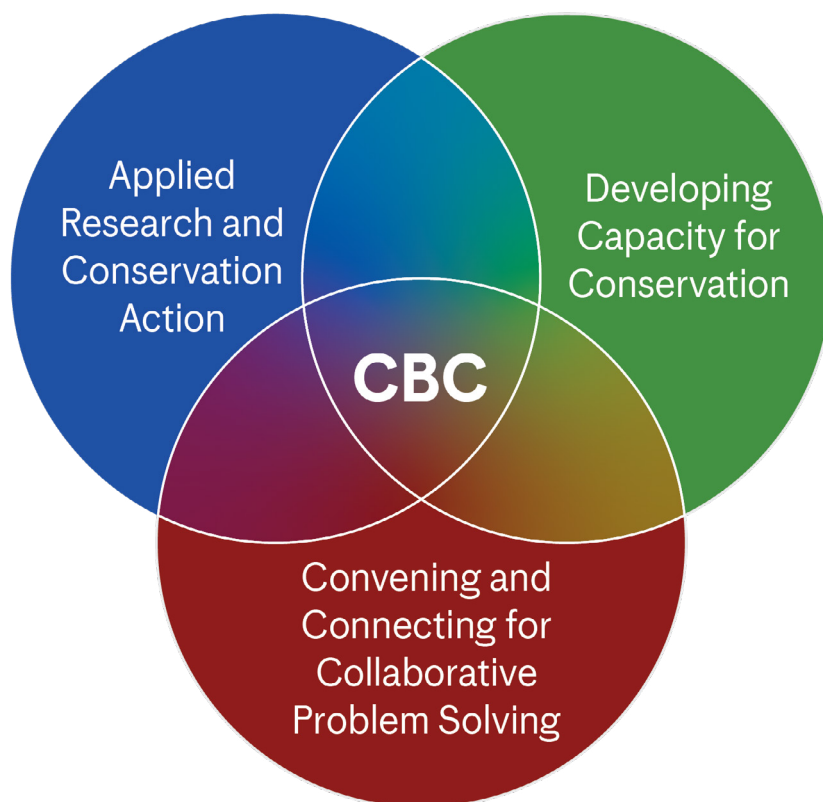 Applied
Research and
Conservation
Action
Developing
Capacity for
Conservation
CBC
Convening and
Connecting for
Collaborative
Problem Solving